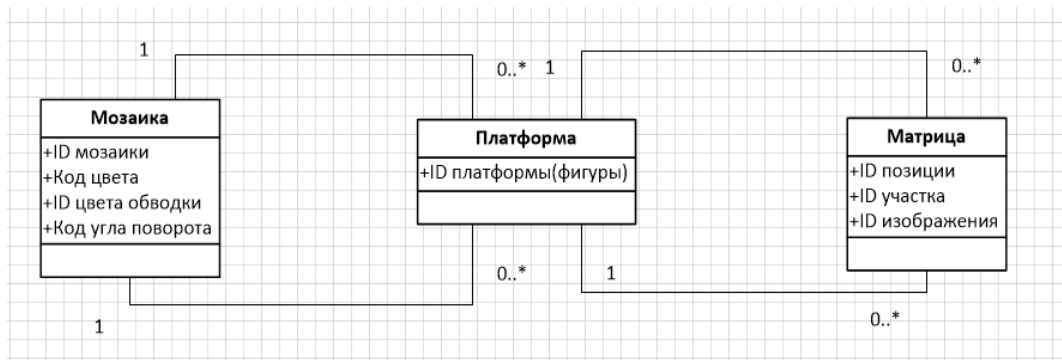 1
0..*
1
0..*
Мозаика
+ID мозаики
+Код цвета
+ID цвета обводки
+Код угла поворота
Платформа
+ID платформы(фигуры)
Матрица
+ID позиции
+ID участка
+ID изображения
1
0..*
1
0..*